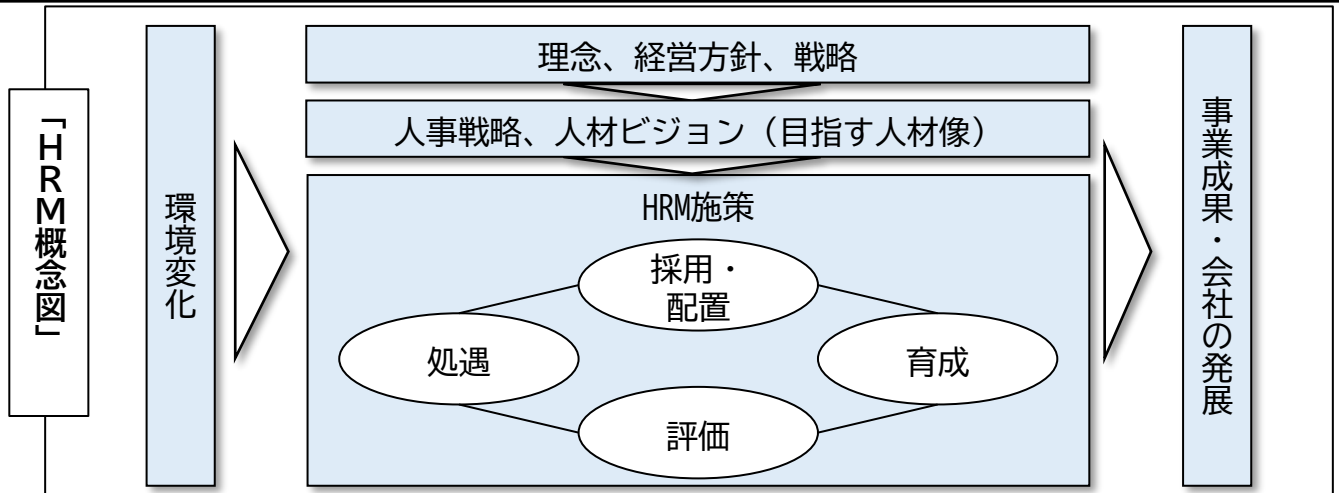 「HRM概念図」
環境変化
理念、経営方針、戦略
人事戦略、人材ビジョン（目指す人材像）
HRM施策
採用・
配置
処遇
育成
評価
事業成果・会社の発展